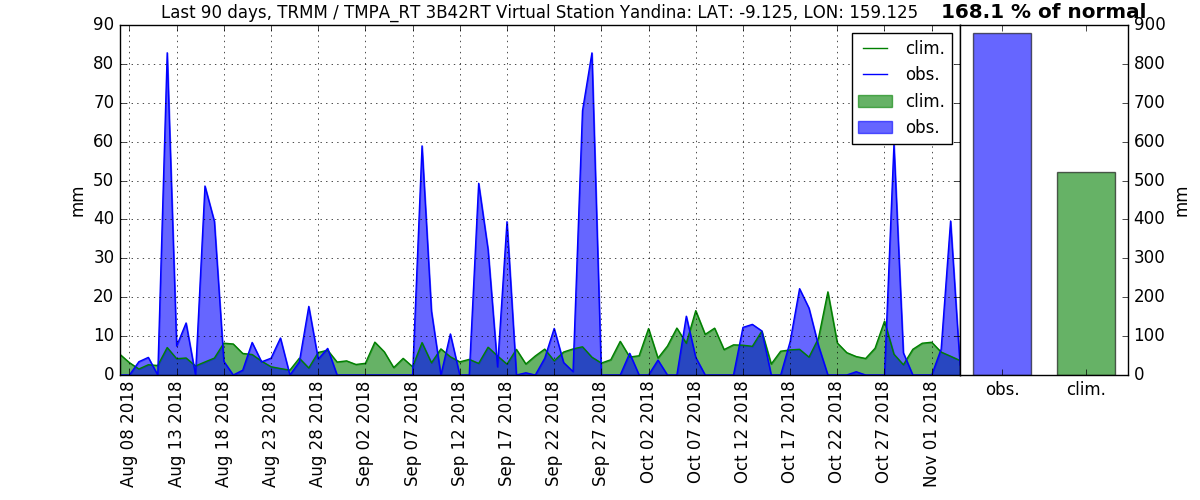 Last 90 days, TRMM / TMPA_RT 3B42RT Virtual Station Yandina: LAT: -9.125, LON: 159.125
168.1 % of normal
90
80
70
60
50
40
30
20
10
0
mm
clim.
obs.
clim.
obs.
900
800
700
600
500
400
300
200
100
0
mm
Aug 08 2018
Aug 13 2018
Aug 18 2018
Aug 23 2018
Aug 28 2018
Sep 02 2018
Sep 07 2018
Sep 12 2018
Sep 17 2018
Sep 22 2018
Sep 27 2018
Oct 02 2018
Oct 07 2018
Oct 12 2018
Oct 17 2018
Oct 22 2018
Oct 27 2018
Nov 01 2018
obs.
clim.